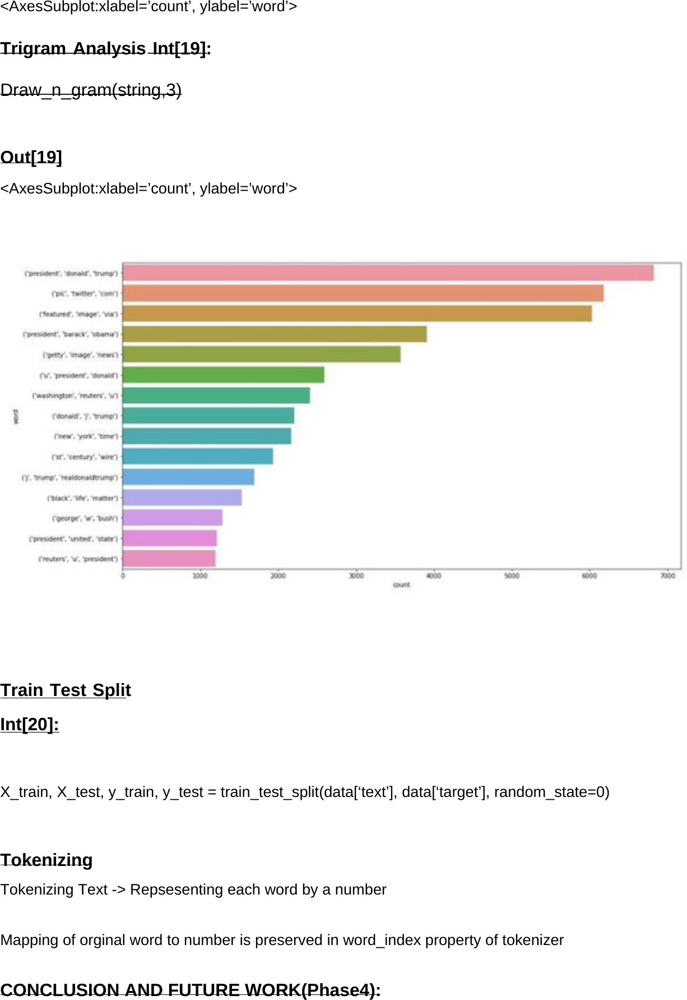 <AxesSubplot:xlabel=’count’, ylabel=’word’>
Trigram Analysis Int[19]:
Draw_n_gram(string,3)
Out[19]
<AxesSubplot:xlabel=’count’, ylabel=’word’>
('president', 'donald', 'trump')
('pic', 'twitter', 'com')
('featured', 'image', 'via')
('president', 'barack', 'obama')
('getty', 'image', 'news')
('u', 'president', 'donald')
('washington', 'reuters', 'u')
('donald', 'j', 'trump')
('new', 'york', 'time')
('st', 'century', 'wire')
('j', 'trump', 'realdonaldtrump')
('black', 'life', 'matter')
('george', 'w', 'bush')
('president', 'united', 'state')
('reuters', 'u', 'president')
word
0 1000 2000 3000 4000 5000 6000 7000
count
Train Test Split
Int[20]:
X_train, X_test, y_train, y_test = train_test_split(data[‘text’], data[‘target’], random_state=0)
Tokenizing
Tokenizing Text -> Repsesenting each word by a number
Mapping of orginal word to number is preserved in word_index property of tokenizer
CONCLUSION AND FUTURE WORK(Phase4):